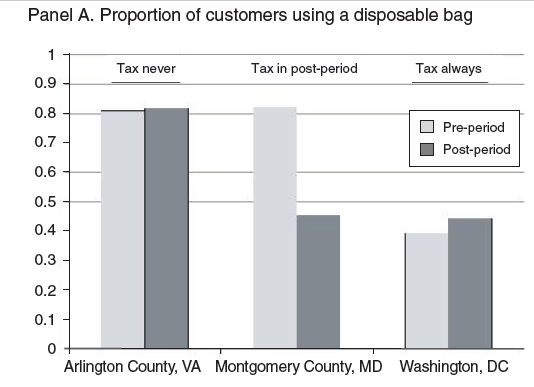 Panel A. Proportion of customers using a disposable bag
1
0.9
0.8
0.7
0.6
0.5
0.4
0.3
0.2
0.1
0
Tax never
Tax in post-period
Tax always
Pre-period
Post-period
Arlington County, VA
Montgomery County, MD
Washington, DC